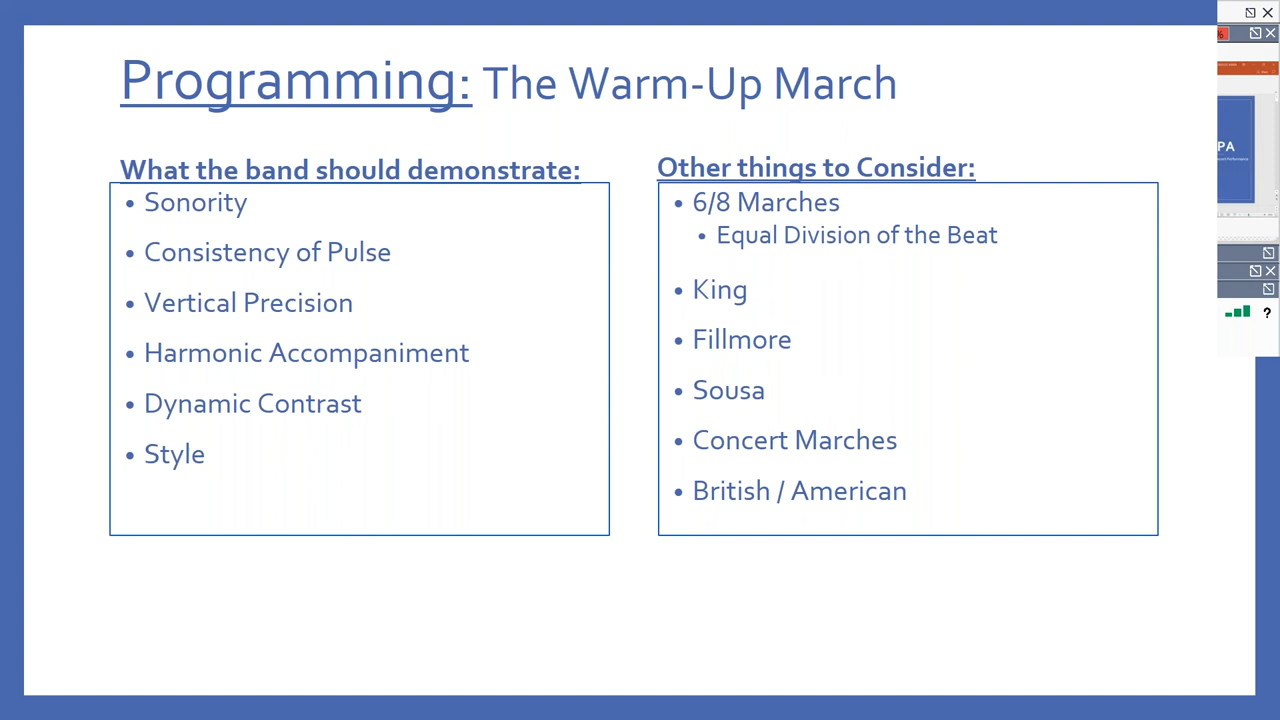 Programming: The Warm-Up March
What the band should demonstrate:
• Sonority
• Consistency of Pulse
• Vertical Precision
• Harmonic Accompaniment
• Dynamic Contrast
• Style
Other things to Consider:
• 6/8 Marches
• Equal Division of the Beat
• King
• Fillmore
• Sousa
• Concert Marches
• British / American
%
PA
?